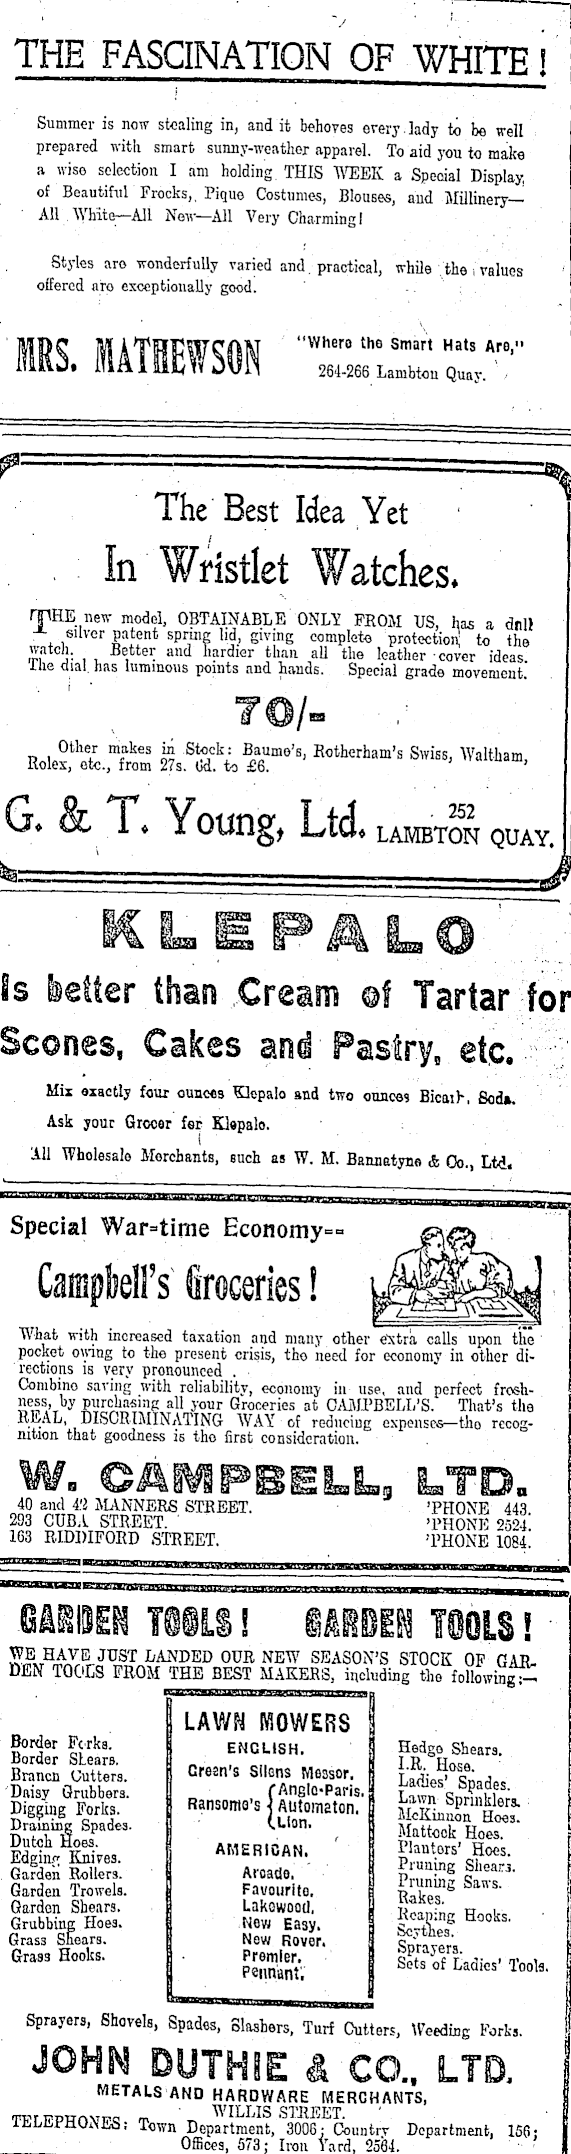 THE FASCINATION OF WHITE!
Summer is now stealing in, and it behoves every lady to be well
prepared with smart sunny-weather apparel. To aid you to make
a wise selection I am holding THIS WEEK a Special Display,
of Beautiful Frocks, Pique Costumes, Blouses, and Millinery—
All White—All New—All Very Charming!
Styles are wonderfully varied and practical, while the values
offered are exceptionally good.
MRS. MATHEWSON
"Where the Smart Hats Are,"
264-266 Lambton Quay.
The Best Idea Yet
In Wristlet Watches.
THE new model, OBTAINABLE ONLY FROM US, has a dull
silver patent spring lid, giving complete protection to the
watch. Better and hardier than all the leather cover ideas.
The dial has luminous points and hands. Special grade movement.
70/-
Other makes in Stock: Baume's, Rotherham's Swiss, Waltham,
Rolex, etc., from 27s. 6d. to £6.
G. & T. Young, Ltd. 252
LAMBTON QUAY.
KLEPALO
Is better than Cream of Tartar for
Scones, Cakes and Pastry, etc.
Mix exactly four ounces Klepalo and two ounces Bicarb. Soda.
Ask your Grocer for Klepalo.
All Wholesale Merchants, such as W. M. Bannatyne & Co., Ltd.
Special War-time Economy--
Campbell's Groceries!
What with increased taxation and many other extra calls upon the
pocket owing to the present crisis, the need for economy in other di-
rections is very pronounced .
Combine saving with reliability, economy in use, and perfect fresh-
ness, by purchasing all your Groceries at CAMPBELL'S. That's the
REAL, DISCRIMINATING WAY of reducing expenses—the recog-
nition that goodness is the first consideration.
W. CAMPBELL, LTD.
40 and 42 MANNERS STREET. 'PHONE 443.
293 CUBA STREET. 'PHONE 2524.
163 RIDDIFORD STREET. 'PHONE 1084.
GARDEN TOOLS! GARDEN TOOLS!
WE HAVE JUST LANDED OUR NEW SEASON'S STOCK OF GAR-
DEN TOOLS FROM THE BEST MAKERS, including the following:—
Border Forks.
Border Shears.
Branch Cutters.
Daisy Grubbers.
Digging Forks.
Draining Spades.
Dutch Hoes.
Edging Knives.
Garden Rollers.
Garden Trowels.
Garden Shears.
Grubbing Hoes.
Grass Shears.
Grass Hooks.
LAWN MOWERS
ENGLISH.
Green's Silens Messor.
Ransome's { Anglo-Paris.
Automaton.
Lion.
AMERICAN.
Arcade.
Favourite.
Lakewood.
New Easy.
New Rover.
Premier.
Pennant.
Hedge Shears.
I.R. Hose.
Ladies' Spades.
Lawn Sprinklers.
McKinnon Hoes.
Mattock Hoes.
Planters' Hoes.
Pruning Shears.
Pruning Saws.
Rakes.
Reaping Hooks.
Scythes.
Sprayers.
Sets of Ladies' Tools.
Sprayers, Shovels, Spades, Slashers, Turf Cutters, Weeding Forks.
JOHN DUTHIE & CO., LTD.
METALS AND HARDWARE MERCHANTS,
WILLIS STREET.
TELEPHONES: Town Department, 3006; Country Department, 156;
Offices, 573; Iron Yard, 2564.